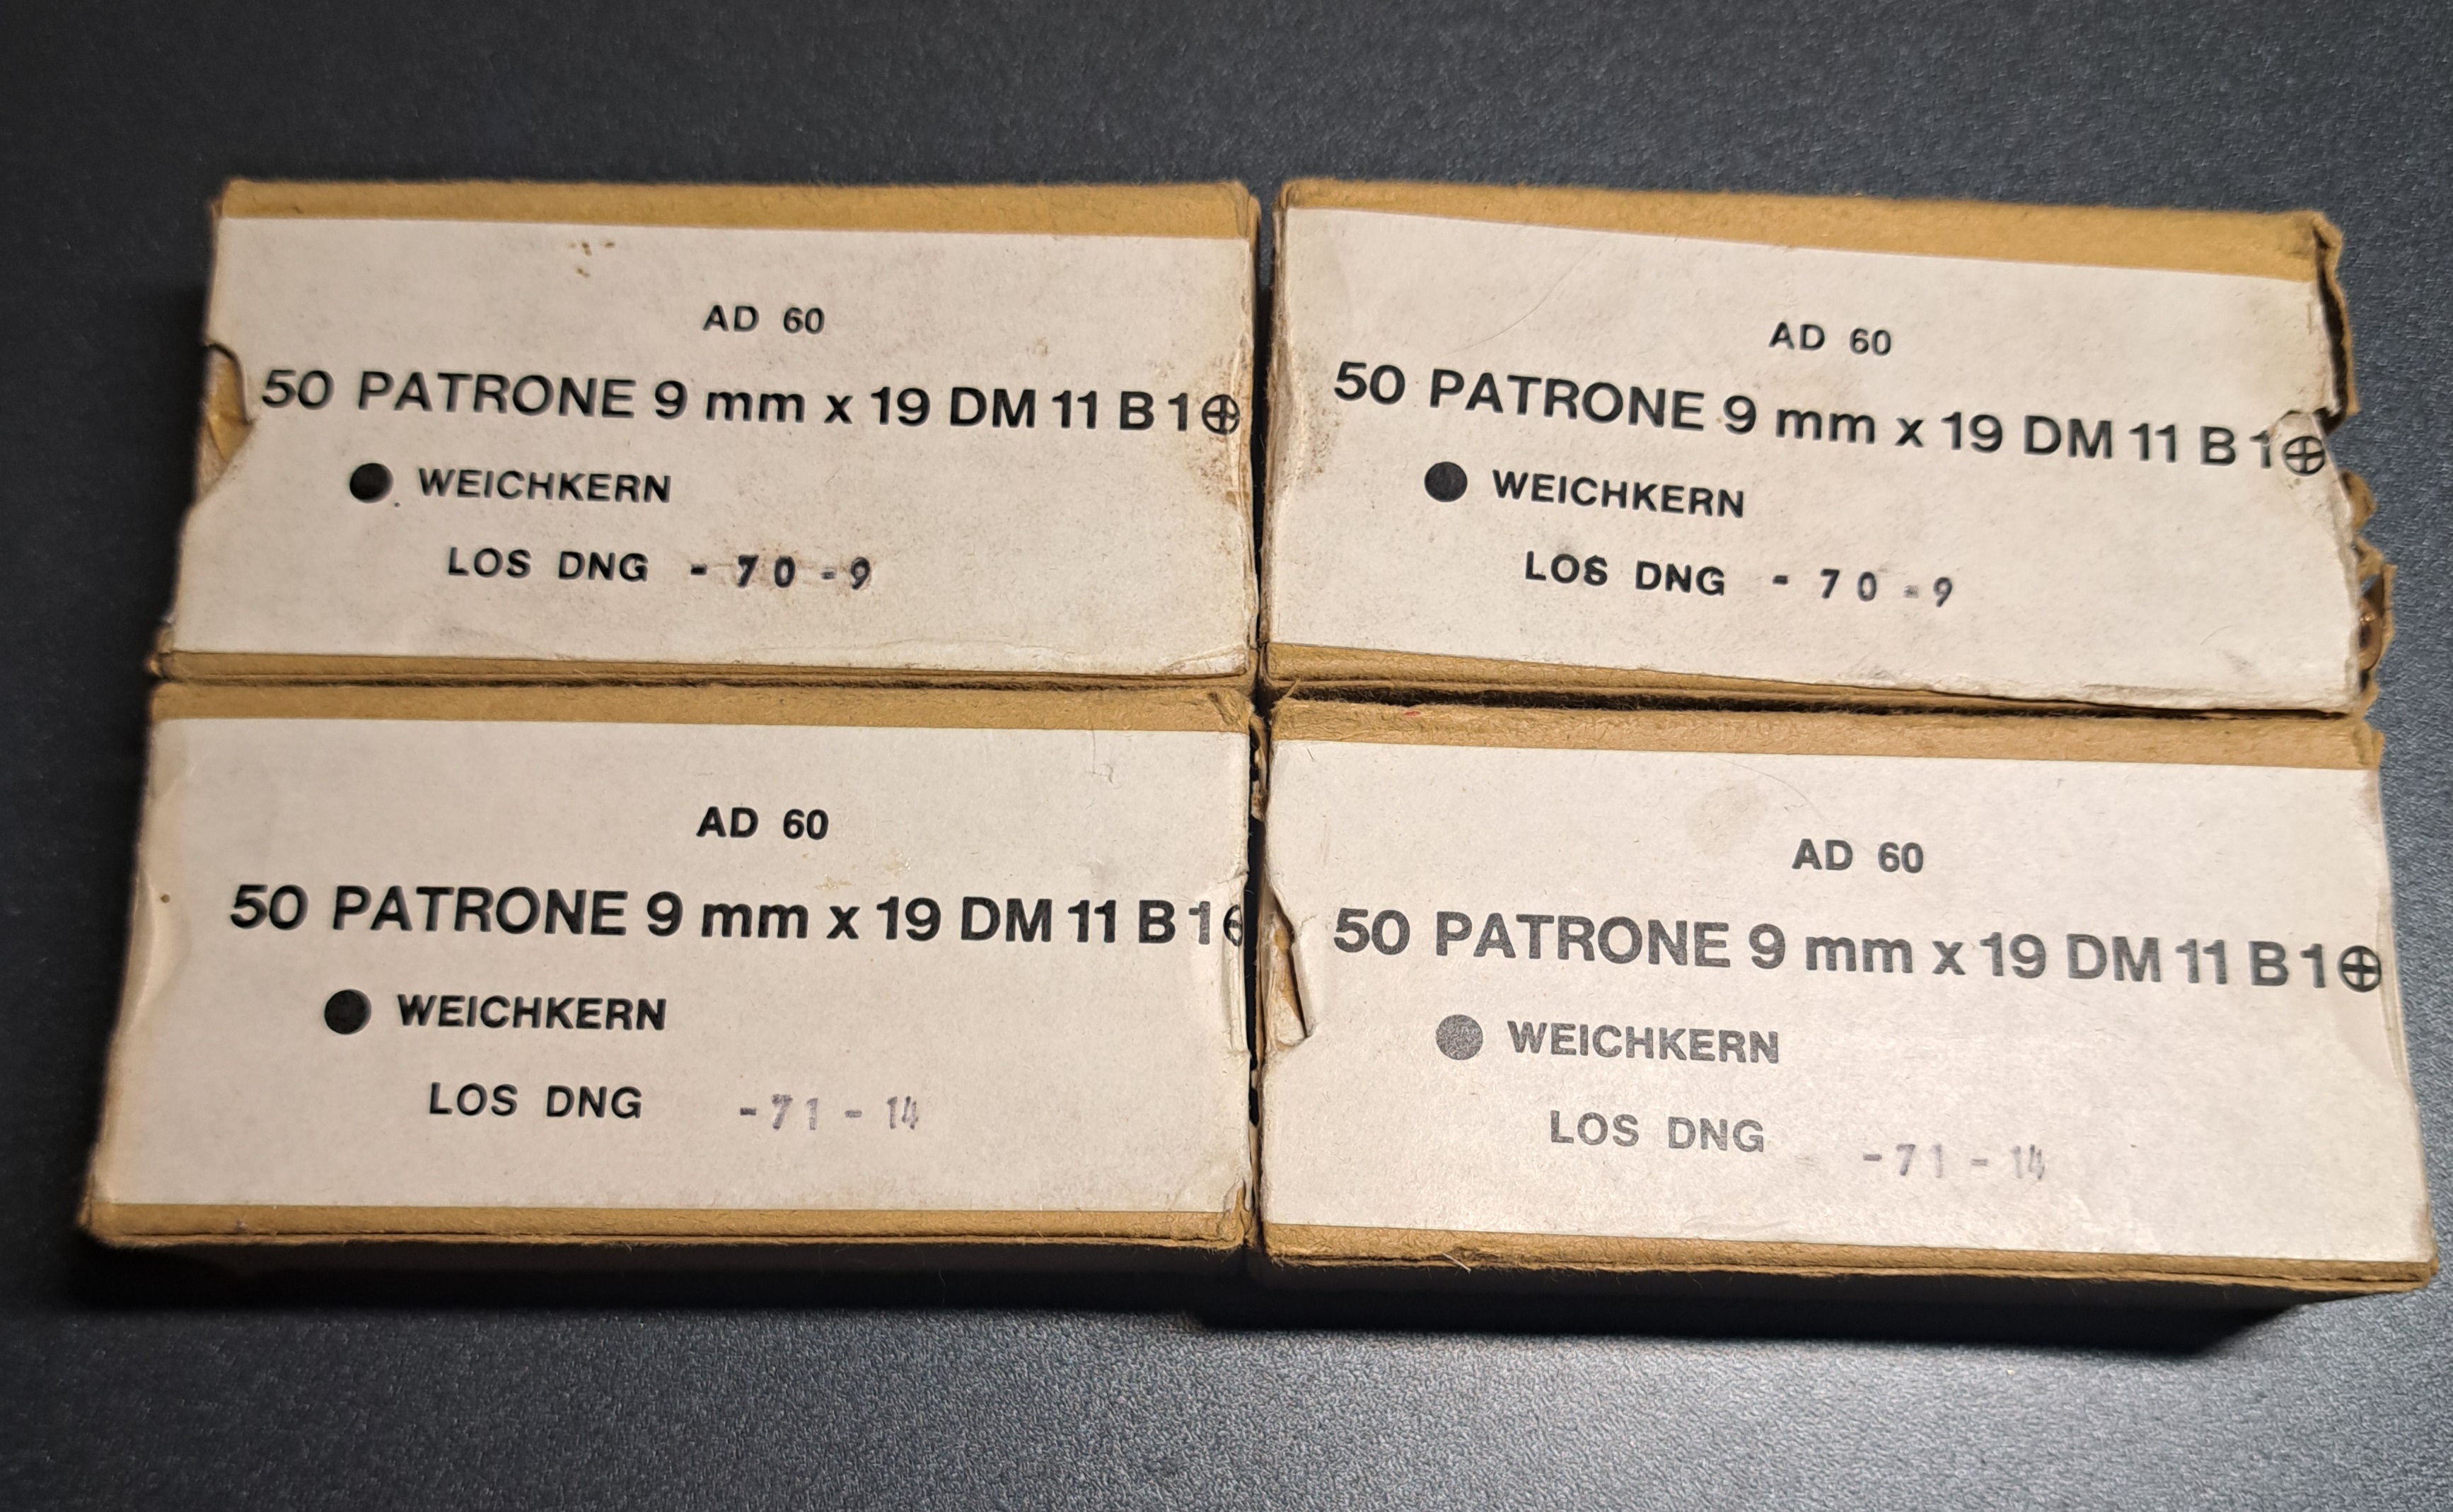 AD 60
50 PATRONE 9 mm x 19 DM 11 B 1⊕
● WEICHKERN
LOS DNG - 70 - 9
AD 60
50 PATRONE 9 mm x 19 DM 11 B 1⊕
● WEICHKERN
LOS DNG - 70 - 9
AD 60
50 PATRONE 9 mm x 19 DM 11 B 1⊕
● WEICHKERN
LOS DNG - 71 - 14
AD 60
50 PATRONE 9 mm x 19 DM 11 B 1⊕
● WEICHKERN
LOS DNG - 71 - 14